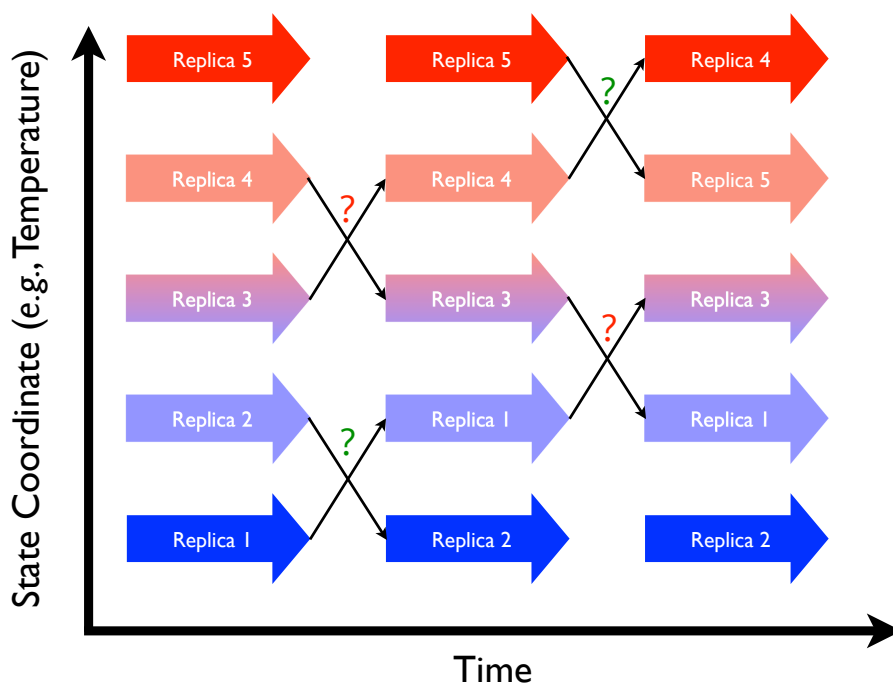 State Coordinate (e.g., Temperature)
Replica 5
Replica 5
Replica 4
?
Replica 4
Replica 4
Replica 5
?
Replica 3
Replica 3
Replica 3
?
Replica 2
Replica 1
Replica 1
?
Replica 1
Replica 2
Replica 2
Time